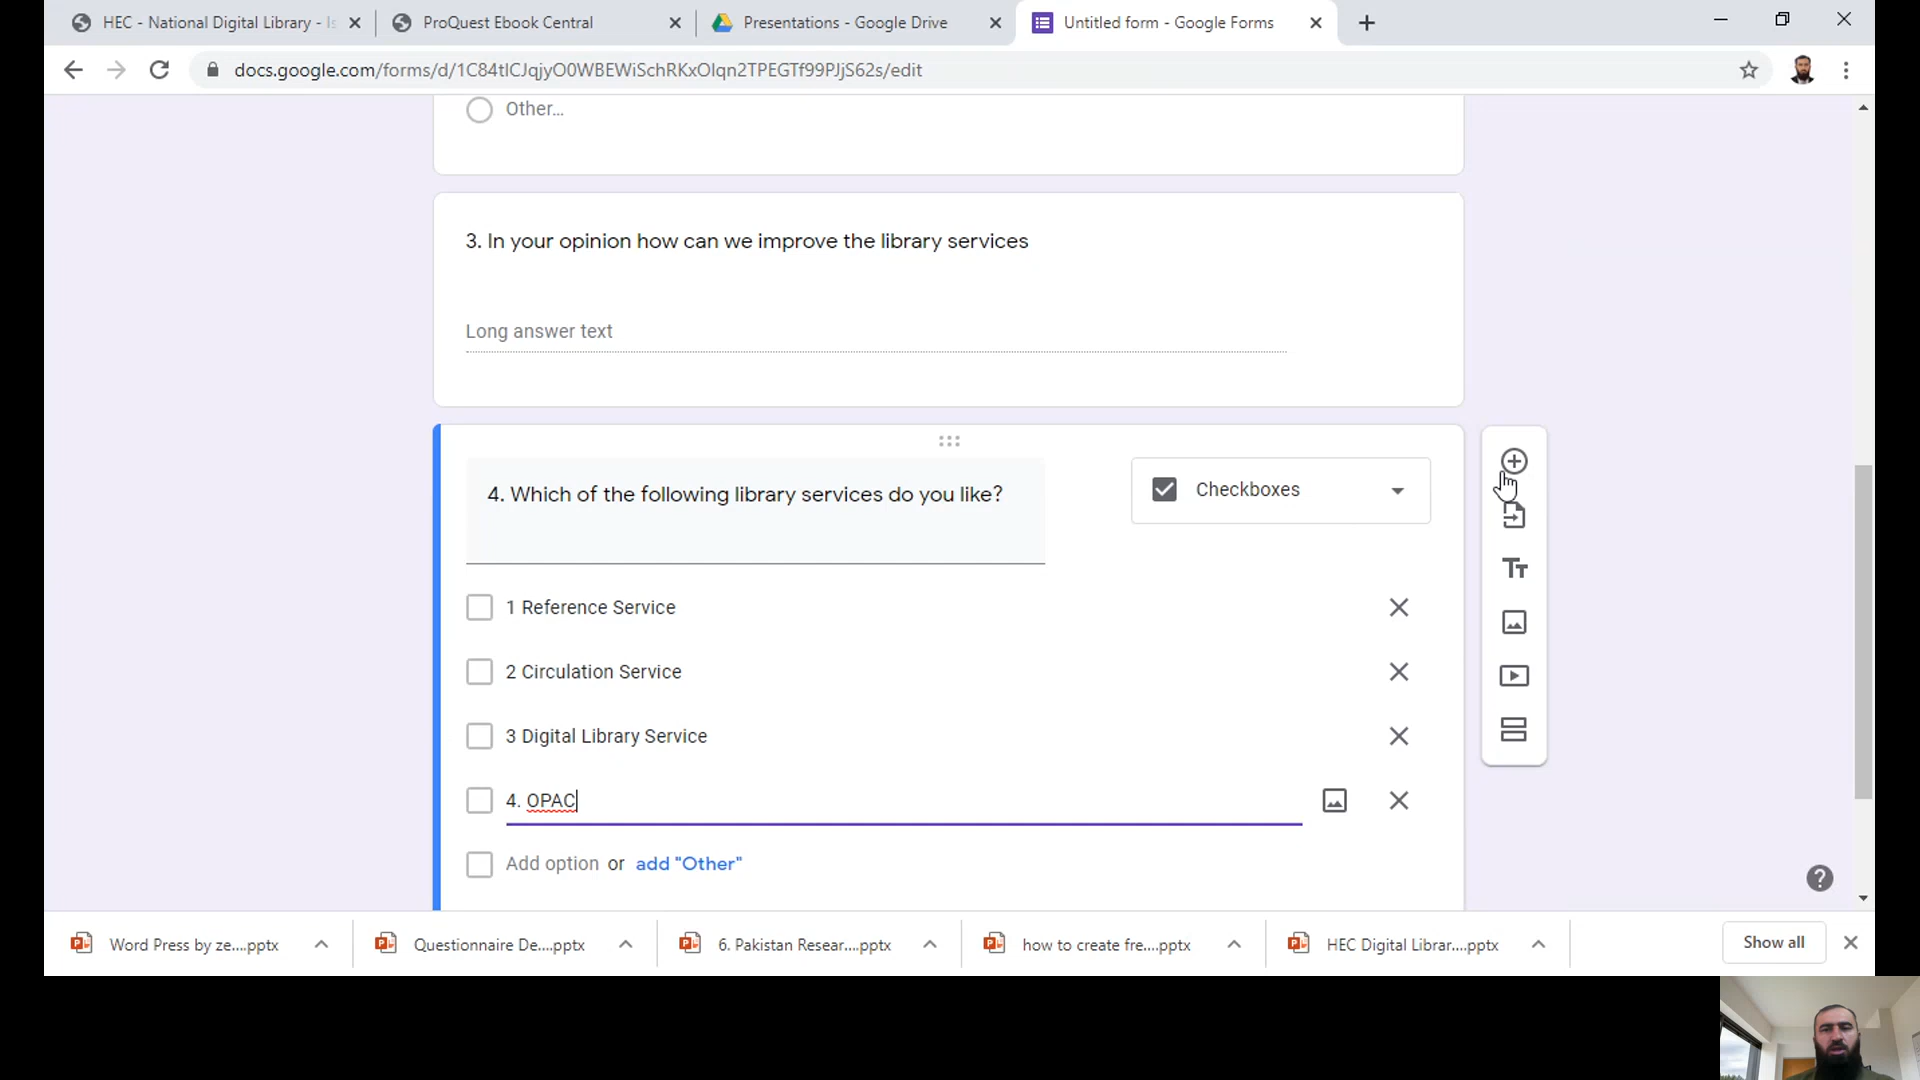 HEC - National Digital Library - Is
ProQuest Ebook Central
Presentations - Google Drive
Untitled form - Google Forms
docs.google.com/forms/d/1C84tICJqjyO0WBEWiSchRKxOIqn2TPEGTf99PJjS62s/edit
Other...
3. In your opinion how can we improve the library services
Long answer text
4. Which of the following library services do you like?
Checkboxes
1 Reference Service
2 Circulation Service
3 Digital Library Service
4. OPAC
Add option or add "Other"
Word Press by ze....pptx
Questionnaire De....pptx
6. Pakistan Resear....pptx
how to create fre....pptx
HEC Digital Librar....pptx
Show all